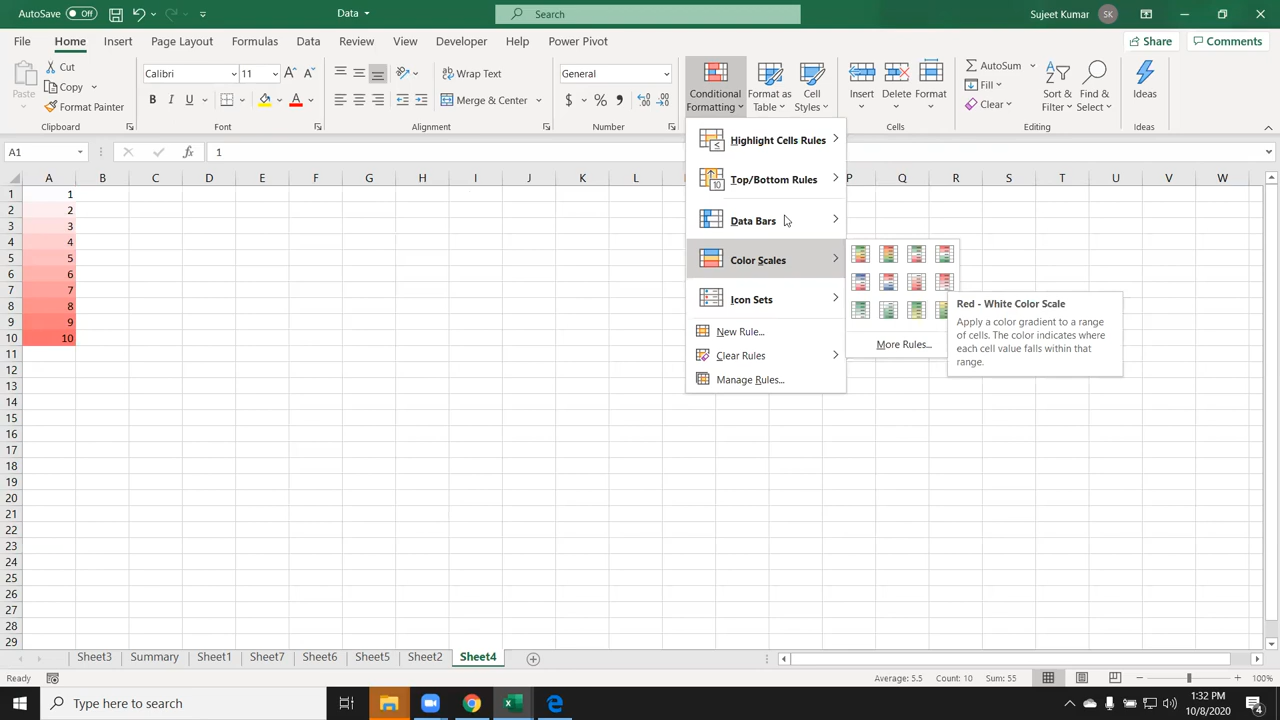 AutoSave Off Data Search Sujeet Kumar SK
File Home Insert Page Layout Formulas Data Review View Developer Help Power Pivot Share Comments
Cut
Copy
Format Painter
Paste
Clipboard
Calibri 11
B I U
Font
Wrap Text
Merge & Center
Alignment
General
$ % ,
Number
Conditional Formatting
Format as Table
Cell Styles
Insert Delete Format
Cells
AutoSum
Fill
Clear
Sort & Filter
Find & Select
Editing
Ideas
Ideas
A1 fx 1
A B C D E F G H I J K L P Q R S T U V W
1 1
2 2
3 3
4 4
5 5
6 6
7 7
8 8
9 9
10 10
11
12
13
14
15
16
17
18
19
20
21
22
23
24
25
26
27
28
29
Highlight Cells Rules
Top/Bottom Rules
Data Bars
Color Scales
Icon Sets
New Rule...
Clear Rules
Manage Rules...
More Rules...
Red - White Color Scale
Apply a color gradient to a range
of cells. The color indicates where
each cell value falls within that
range.
Sheet3 Summary Sheet1 Sheet7 Sheet6 Sheet5 Sheet2 Sheet4
Ready Average: 5.5 Count: 10 Sum: 55 100%
Type here to search
1:32 PM
10/8/2020